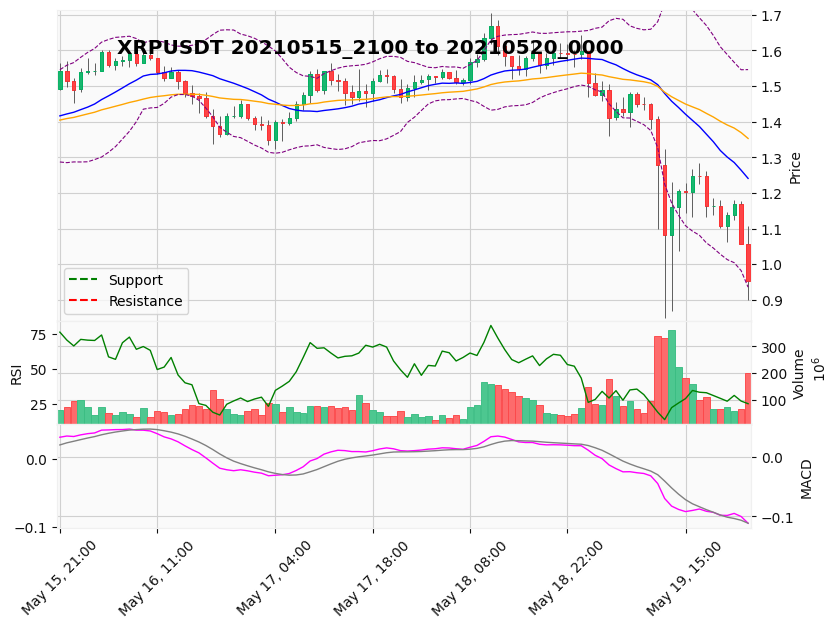 XRPUSDT 20210515_2100 to 20210520_0000
1.7
1.6
1.5
1.4
1.3
1.2
1.1
1.0
0.9
Price
Support
Resistance
75
50
25
RSI
300
200
100
Volume
10^6
0.0
−0.1
0.0
−0.1
MACD
May 15, 21:00
May 16, 11:00
May 17, 04:00
May 17, 18:00
May 18, 08:00
May 18, 22:00
May 19, 15:00